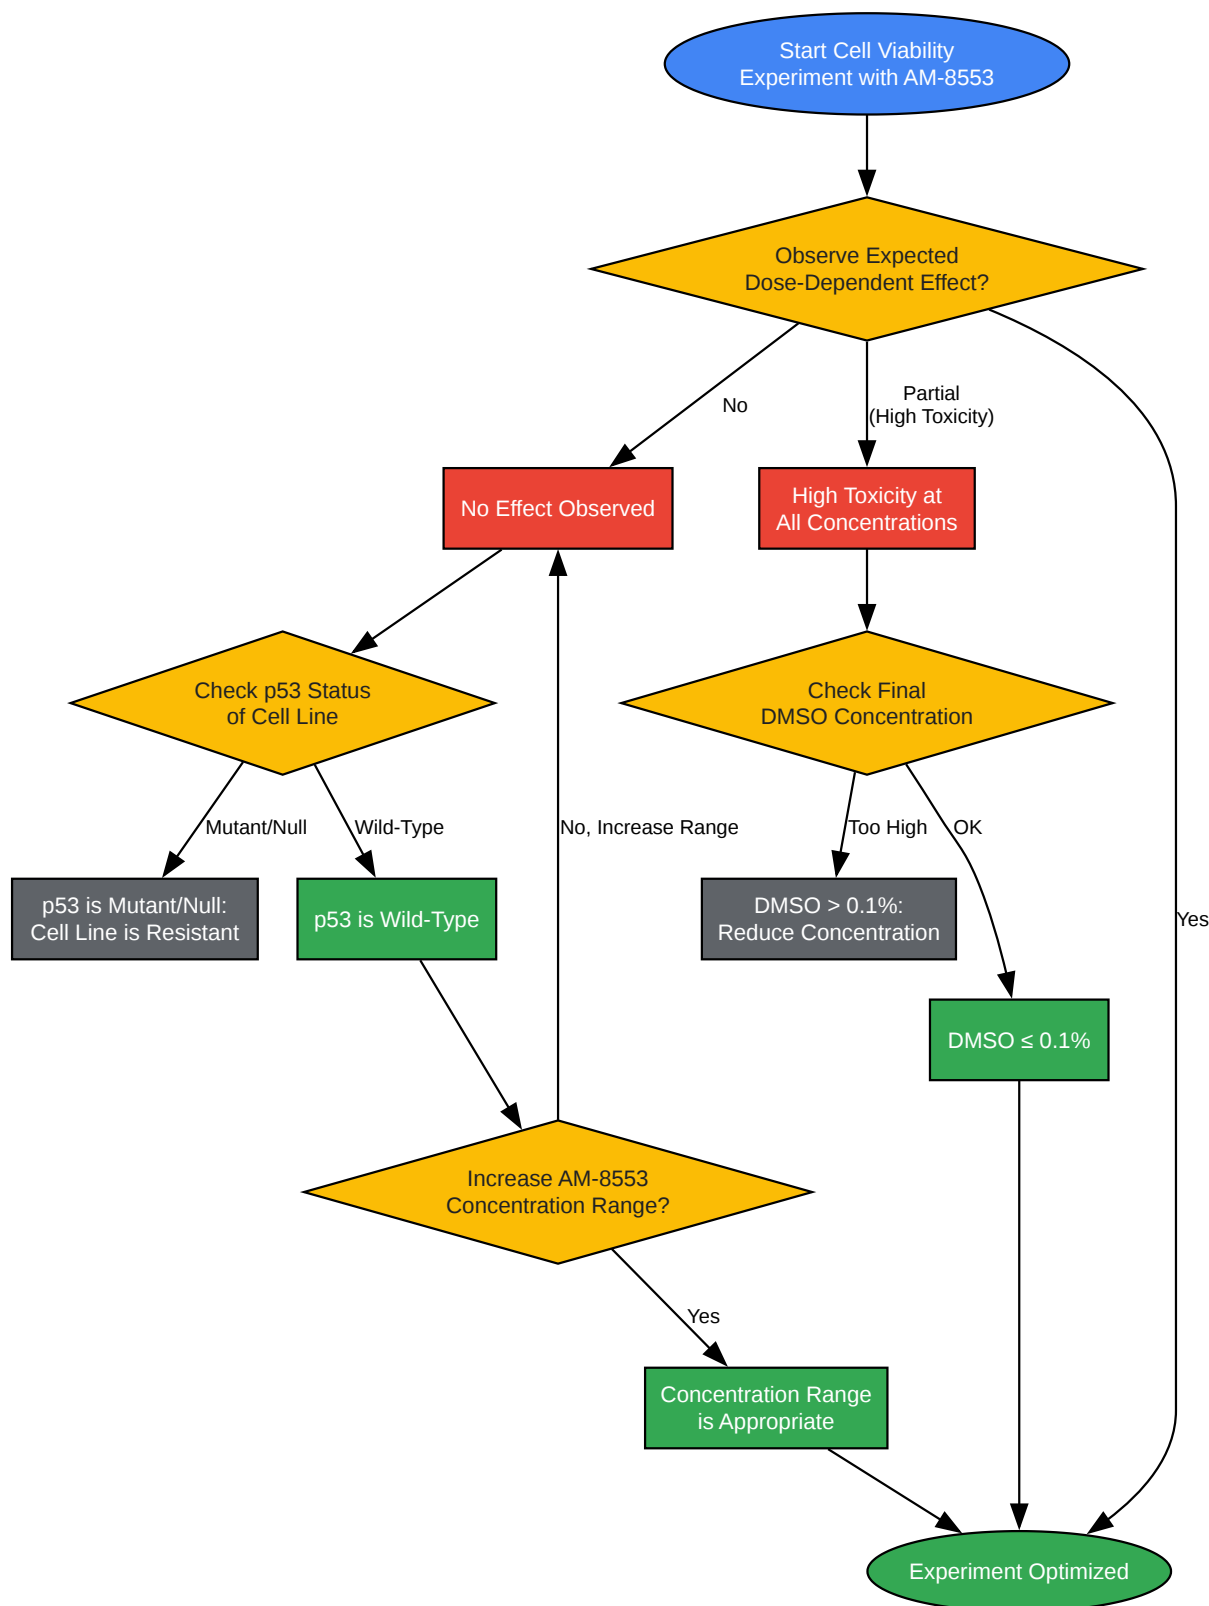 Start Cell Viability
Experiment with AM-8553
Observe Expected
Dose-Dependent Effect?
No
Partial
(High Toxicity)
No Effect Observed
High Toxicity at
All Concentrations
Check p53 Status
of Cell Line
Check Final
DMSO Concentration
Mutant/Null
Wild-Type
No, Increase Range
Too High
OK
p53 is Mutant/Null:
Cell Line is Resistant
p53 is Wild-Type
DMSO > 0.1%:
Reduce Concentration
Yes
DMSO ≤ 0.1%
Increase AM-8553
Concentration Range?
Yes
Concentration Range
is Appropriate
Experiment Optimized